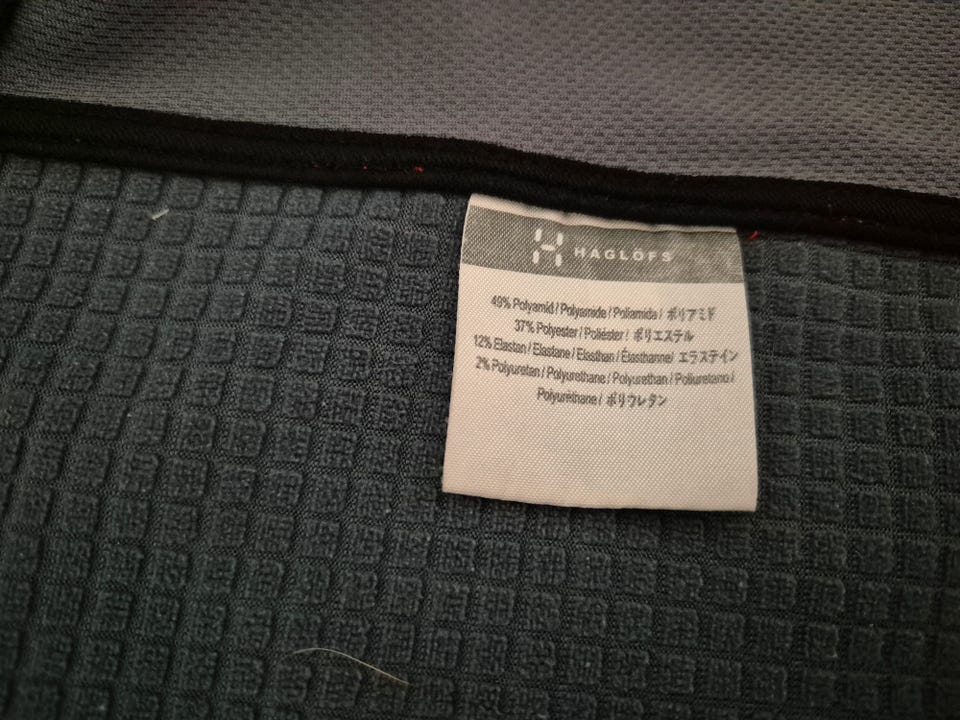 HAGLÖFS
49% Polyamid / Polyamide / Poliamida / ポリアミド
37% Polyester / Poliéster / ポリエステル
12% Elastan / Elastane / Elasthan / Élasthanne/ エラステイン
2% Polyuretan / Polyurethane / Polyurethan / Poliuretano /
Polyuréthane / ポリウレタン